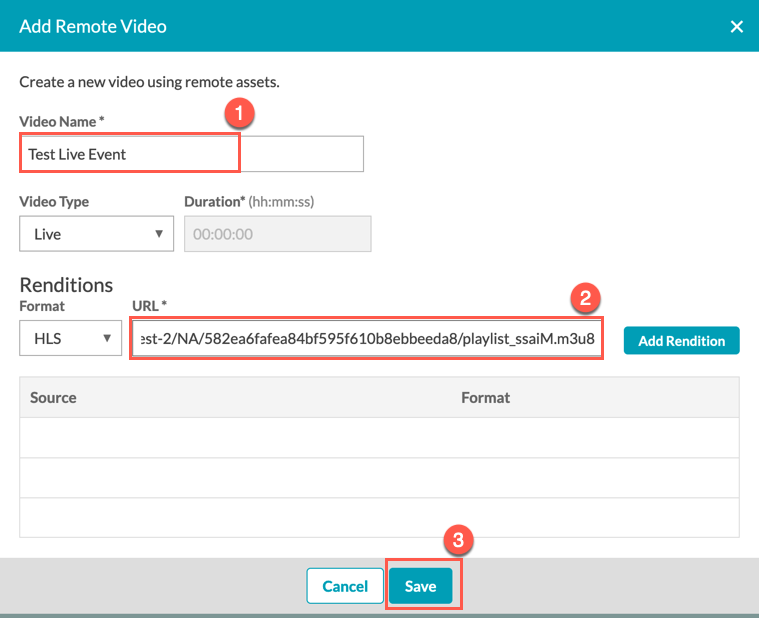 Add Remote Video ×
Create a new video using remote assets.
1
Video Name *
Test Live Event
Video Type Duration* (hh:mm:ss)
Live ▼ 00:00:00
Renditions
Format URL * 2
HLS ▼ est-2/NA/582ea6fafea84bf595f610b8ebbeeda8/playlist_ssaiM.m3u8 Add Rendition
Source Format
3
Cancel Save